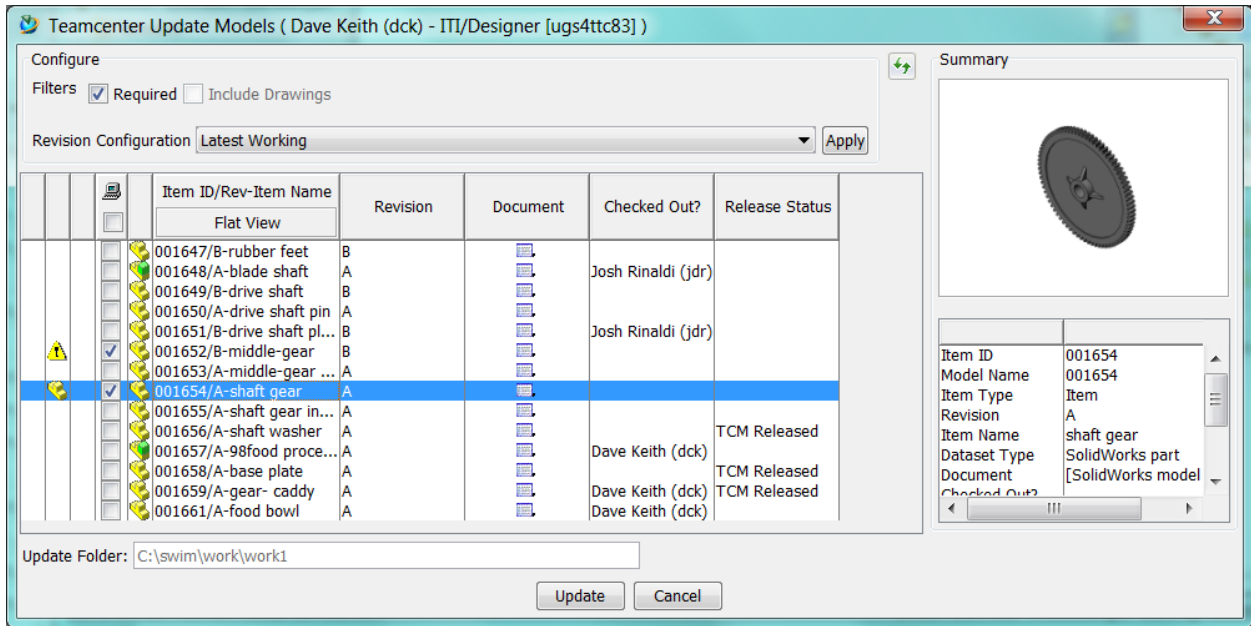 Teamcenter Update Models ( Dave Keith (dck) - ITI/Designer [ugs4ttc83] )
Configure
Summary
Filters Required Include Drawings
Revision Configuration Latest Working Apply
Item ID/Rev-Item Name Revision Document Checked Out? Release Status
Flat View
001647/B-rubber feet B
001648/A-blade shaft A Josh Rinaldi (jdr)
001649/B-drive shaft B
001650/A-drive shaft pin A
001651/B-drive shaft pl... B Josh Rinaldi (jdr)
001652/B-middle-gear B
001653/A-middle-gear ... A
001654/A-shaft gear A
001655/A-shaft gear in... A
001656/A-shaft washer A TCM Released
001657/A-98food proce... A Dave Keith (dck)
001658/A-base plate A TCM Released
001659/A-gear- caddy A Dave Keith (dck) TCM Released
001661/A-food bowl A Dave Keith (dck)
Item ID 001654
Model Name 001654
Item Type Item
Revision A
Item Name shaft gear
Dataset Type SolidWorks part
Document [SolidWorks model
Checked Out?
Update Folder: C:\swim\work\work1
Update Cancel